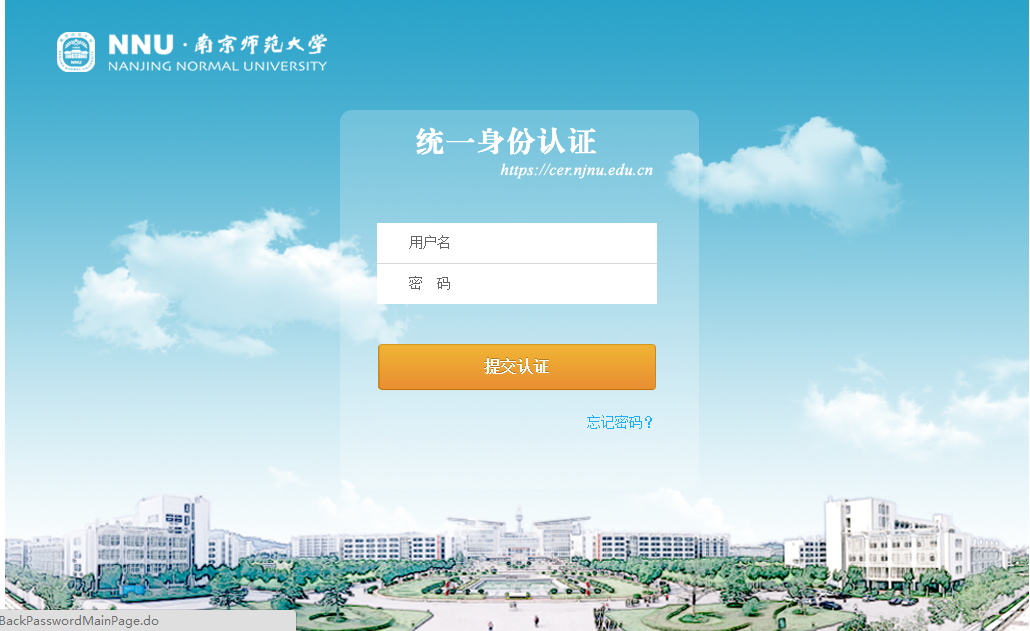 NNU·南京师范大学
NANJING NORMAL UNIVERSITY
统一身份认证
https://cer.njnu.edu.cn
用户名
密 码
提交认证
忘记密码？
BackPasswordMainPage.do